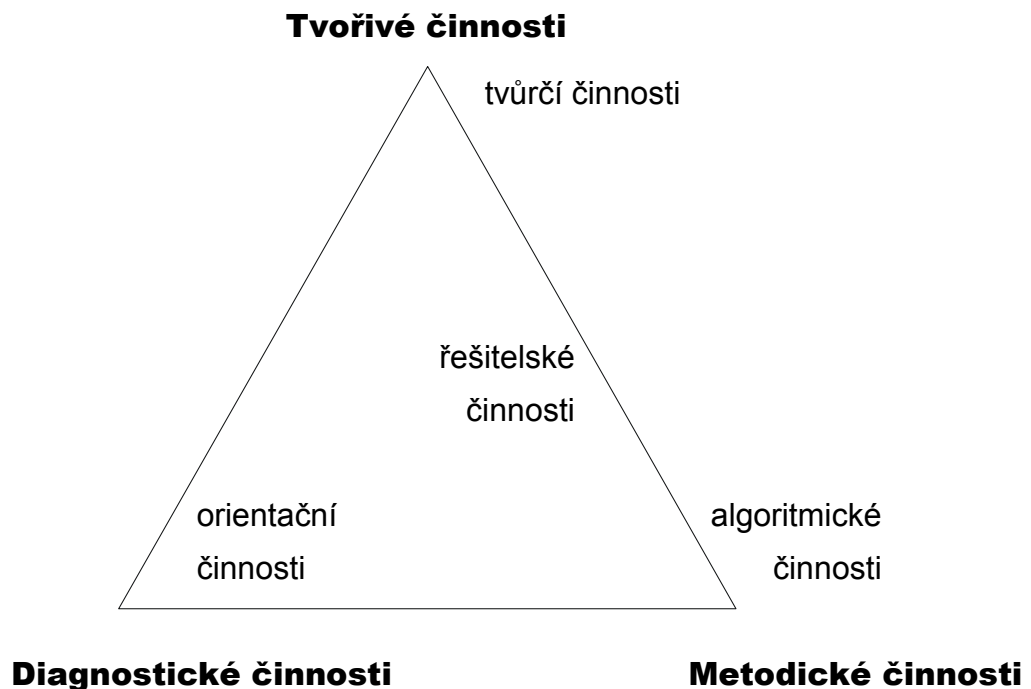 Tvořivé činnosti
tvůrčí činnosti
řešitelské
činnosti
orientační
činnosti
algoritmické
činnosti
Diagnostické činnosti
Metodické činnosti